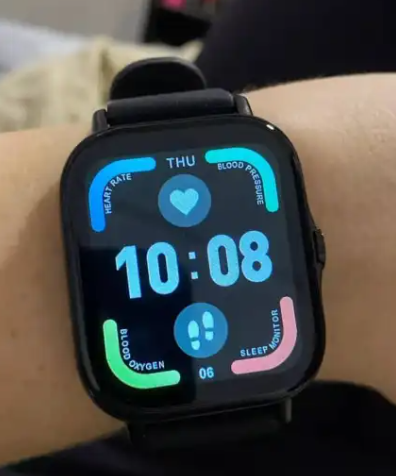 THU
HEART RATE
BLOOD PRESSURE
10:08
BLOOD OXYGEN
SLEEP MONITOR
06